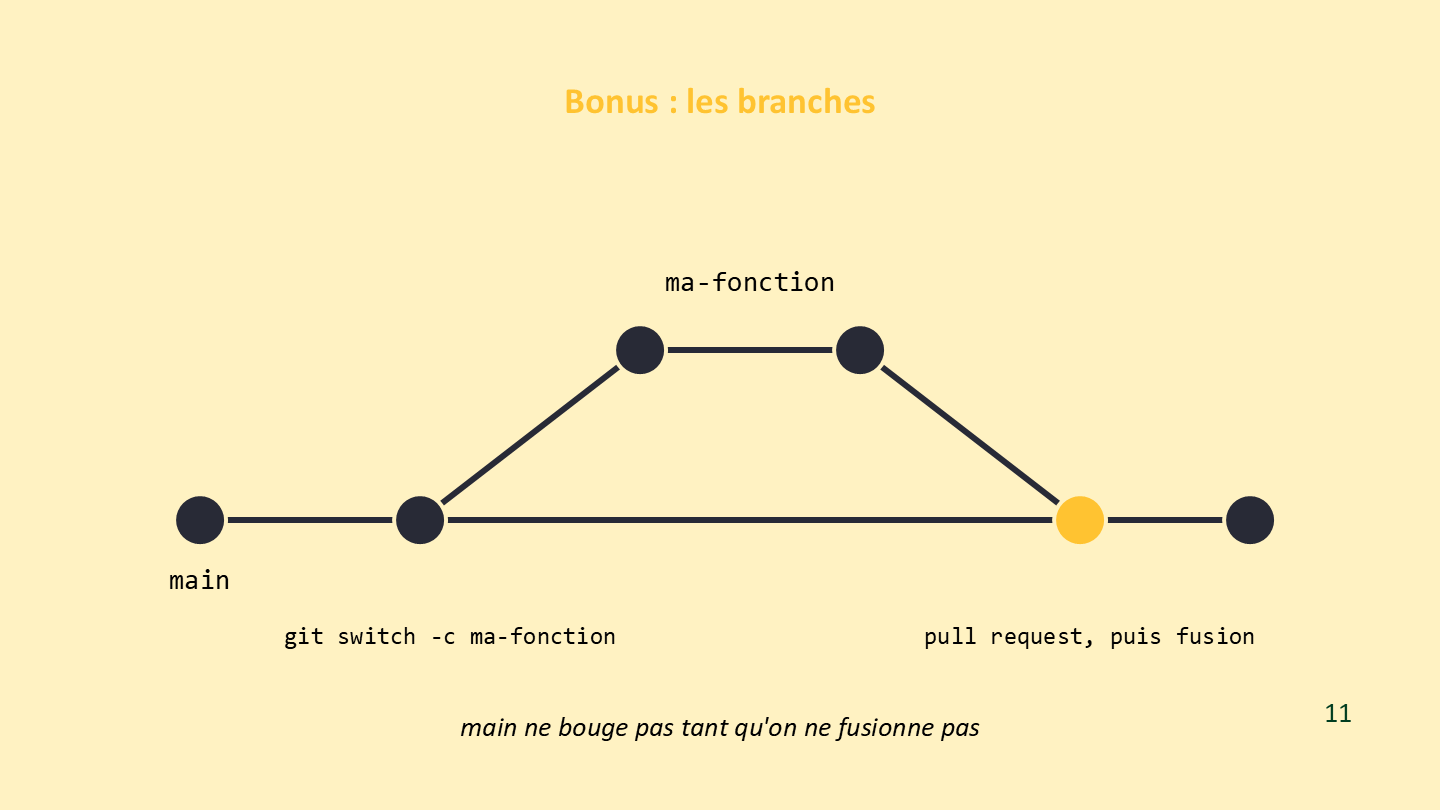 Bonus : les branches
ma-fonction
main
git switch -c ma-fonction
pull request, puis fusion
main ne bouge pas tant qu'on ne fusionne pas
11